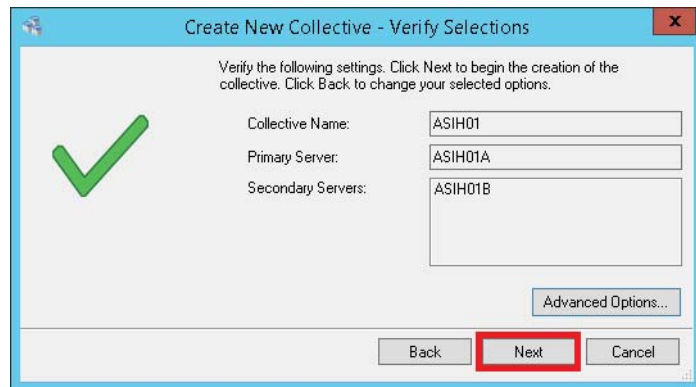 Create New Collective - Verify Selections
x
Verify the following settings. Click Next to begin the creation of the
collective. Click Back to change your selected options.
Collective Name: ASIH01
Primary Server: ASIH01A
Secondary Servers: ASIH01B
Advanced Options...
Back Next Cancel